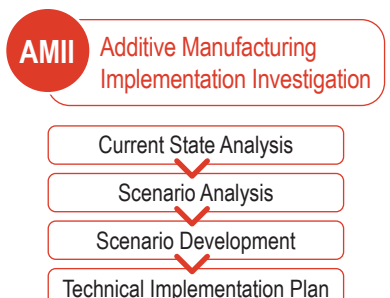 AMII
Additive Manufacturing
Implementation Investigation
Current State Analysis
Scenario Analysis
Scenario Development
Technical Implementation Plan